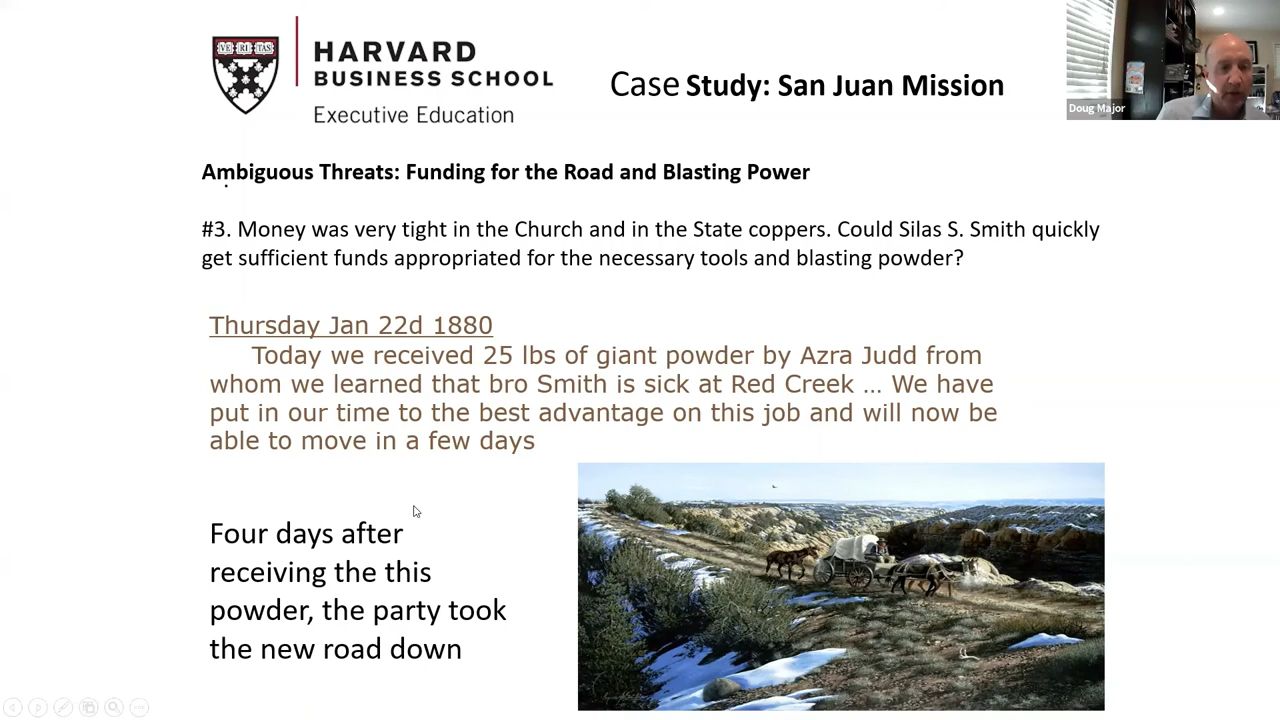 VE RI TAS
HARVARD
BUSINESS SCHOOL
Executive Education
Case Study: San Juan Mission
Doug Major
Ambiguous Threats: Funding for the Road and Blasting Power
.
#3. Money was very tight in the Church and in the State coppers. Could Silas S. Smith quickly
get sufficient funds appropriated for the necessary tools and blasting powder?
Thursday Jan 22d 1880
Today we received 25 lbs of giant powder by Azra Judd from
whom we learned that bro Smith is sick at Red Creek … We have
put in our time to the best advantage on this job and will now be
able to move in a few days
Four days after
receiving the this
powder, the party took
the new road down